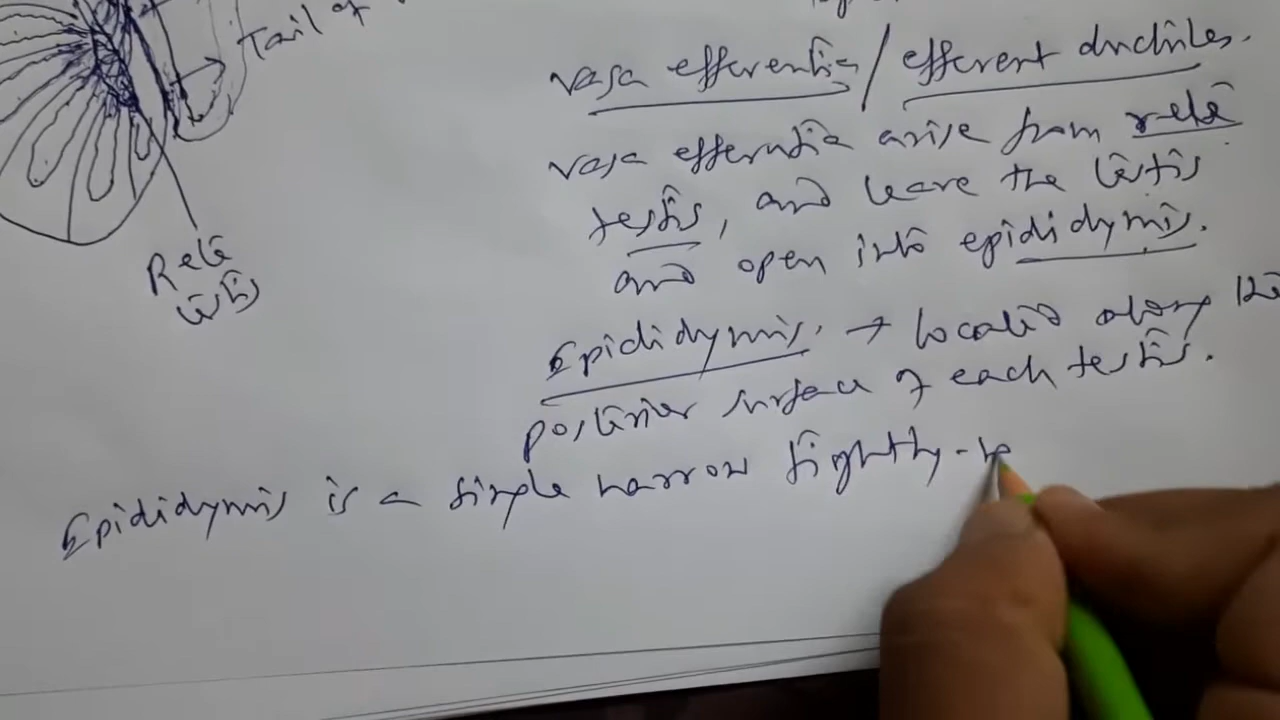 Tail of
vasa efferentia / efferent ductules.
vasa efferentia arise from rete
testis, and leave the testis
and open into epididymis.
Rete
testis
Epididymis. → located along the
posterior surface of each testis.
Epididymis is a single narrow tightly-